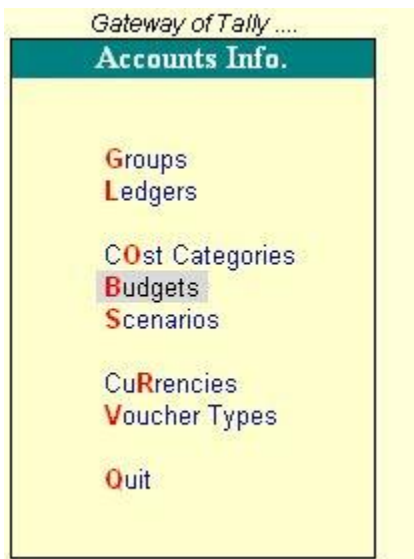 Gateway of Tally ....
Accounts Info.
Groups
Ledgers
COst Categories
Budgets
Scenarios
CuRrencies
Voucher Types
Quit